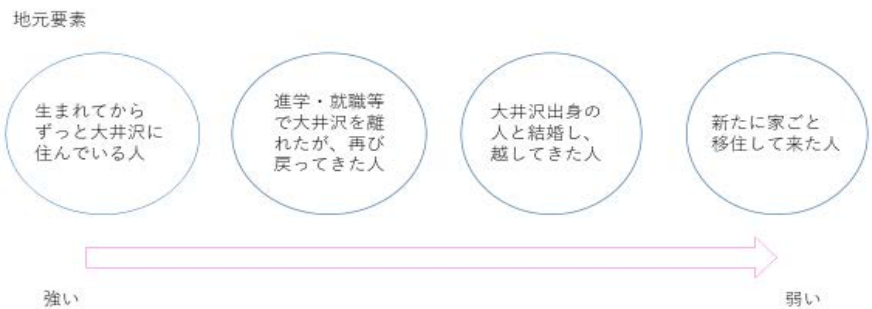 地元要素
生まれてから
ずっと大井沢に
住んでいる人
進学・就職等
で大井沢を離
れたが、再び
戻ってきた人
大井沢出身の
人と結婚し、
越してきた人
新たに家ごと
移住して来た人
強い
弱い